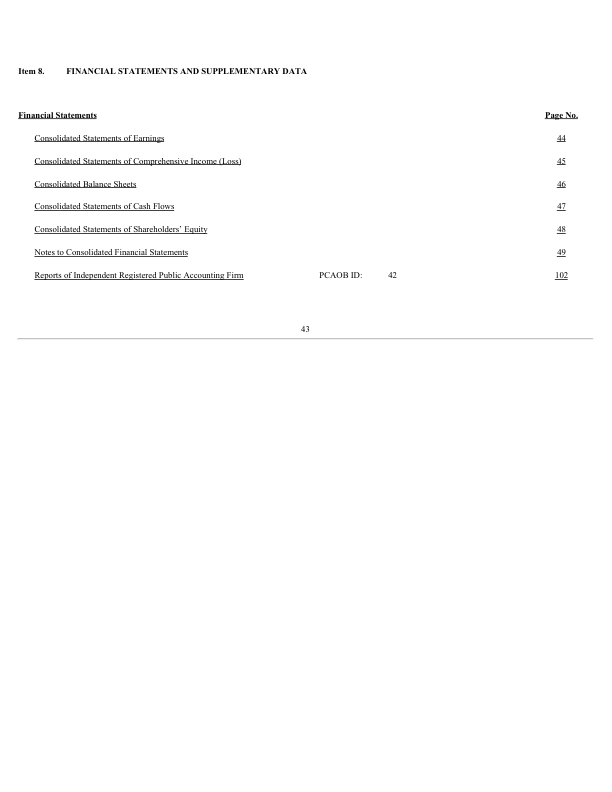 Item 8. FINANCIAL STATEMENTS AND SUPPLEMENTARY DATA
Financial Statements Page No.
Consolidated Statements of Earnings 44
Consolidated Statements of Comprehensive Income (Loss) 45
Consolidated Balance Sheets 46
Consolidated Statements of Cash Flows 47
Consolidated Statements of Shareholders’ Equity 48
Notes to Consolidated Financial Statements 49
Reports of Independent Registered Public Accounting Firm PCAOB ID: 42 102
43